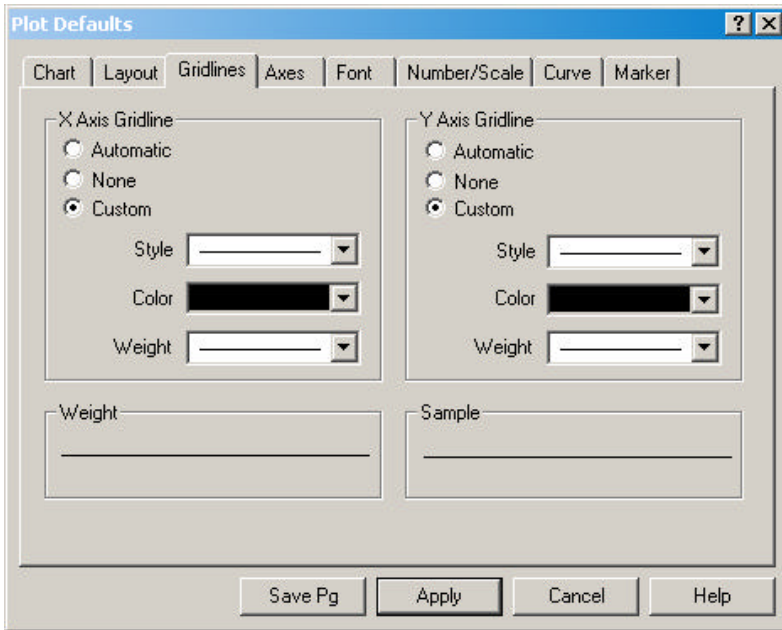 Plot Defaults
Chart Layout Gridlines Axes Font Number/Scale Curve Marker
X Axis Gridline
Automatic
None
Custom
Style
Color
Weight
Y Axis Gridline
Automatic
None
Custom
Style
Color
Weight
Weight
Sample
Save Pg Apply Cancel Help